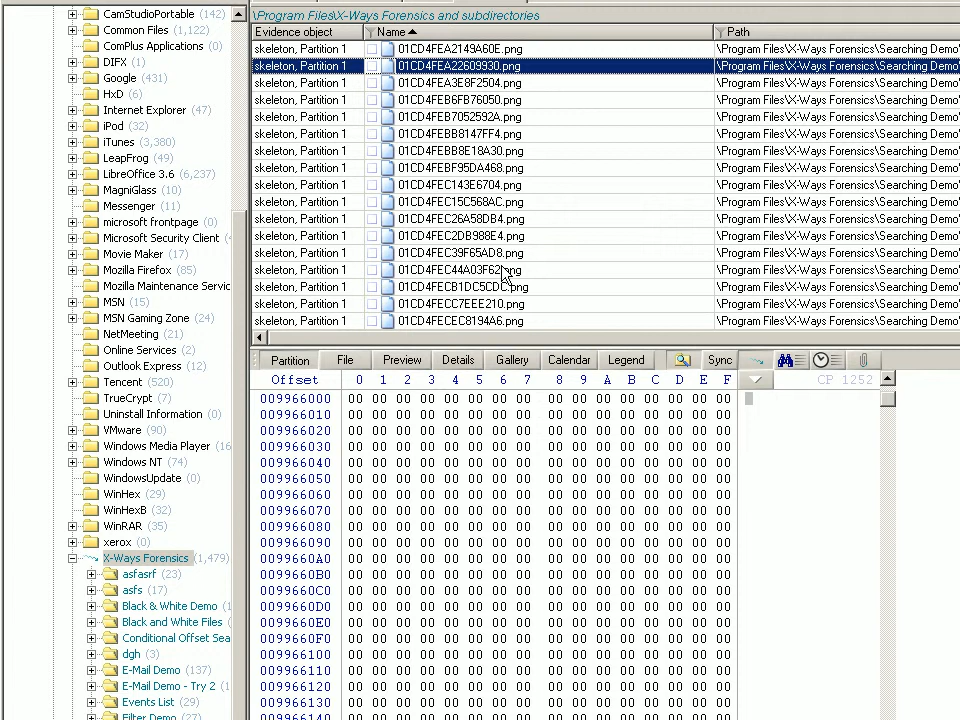 CamStudioPortable (142)
Common Files (1,122)
ComPlus Applications (0)
DIFX (1)
Google (431)
HxD (6)
Internet Explorer (47)
iPod (32)
iTunes (3,380)
LeapFrog (49)
LibreOffice 3.6 (6,237)
MagniGlass (10)
Messenger (11)
microsoft frontpage (0)
Microsoft Security Client (
Movie Maker (17)
Mozilla Firefox (85)
Mozilla Maintenance Servic
MSN (15)
MSN Gaming Zone (24)
NetMeeting (21)
Online Services (2)
Outlook Express (12)
Tencent (520)
TrueCrypt (7)
Uninstall Information (0)
VMware (90)
Windows Media Player (16
Windows NT (74)
WindowsUpdate (0)
WinHex (29)
WinHexB (32)
WinRAR (35)
xerox (0)
X-Ways Forensics (1,479)
asfasrf (23)
asfs (17)
Black & White Demo (1
Black and White Files (
Conditional Offset Sea
dgh (3)
E-Mail Demo (137)
E-Mail Demo - Try 2 (1
Events List (29)
Filter Demo (27)
\Program Files\X-Ways Forensics and subdirectories
Evidence object Name Path
skeleton, Partition 1 01CD4FEA2149A60E.png \Program Files\X-Ways Forensics\Searching Demo'
skeleton, Partition 1 01CD4FEA22609930.png \Program Files\X-Ways Forensics\Searching Demo'
skeleton, Partition 1 01CD4FEA3E8F2504.png \Program Files\X-Ways Forensics\Searching Demo'
skeleton, Partition 1 01CD4FEB6FB76050.png \Program Files\X-Ways Forensics\Searching Demo'
skeleton, Partition 1 01CD4FEB7052592A.png \Program Files\X-Ways Forensics\Searching Demo'
skeleton, Partition 1 01CD4FEBB8147FF4.png \Program Files\X-Ways Forensics\Searching Demo'
skeleton, Partition 1 01CD4FEBB8E18A30.png \Program Files\X-Ways Forensics\Searching Demo'
skeleton, Partition 1 01CD4FEBF95DA468.png \Program Files\X-Ways Forensics\Searching Demo'
skeleton, Partition 1 01CD4FEC143E6704.png \Program Files\X-Ways Forensics\Searching Demo'
skeleton, Partition 1 01CD4FEC15C568AC.png \Program Files\X-Ways Forensics\Searching Demo'
skeleton, Partition 1 01CD4FEC26A58DB4.png \Program Files\X-Ways Forensics\Searching Demo'
skeleton, Partition 1 01CD4FEC2DB988E4.png \Program Files\X-Ways Forensics\Searching Demo'
skeleton, Partition 1 01CD4FEC39F65AD8.png \Program Files\X-Ways Forensics\Searching Demo'
skeleton, Partition 1 01CD4FEC44A03F62.png \Program Files\X-Ways Forensics\Searching Demo'
skeleton, Partition 1 \Program Files\X-Ways Forensics\Searching Demo'
skeleton, Partition 1 01CD4FECC7EEE210.png \Program Files\X-Ways Forensics\Searching Demo'
skeleton, Partition 1 01CD4FECEC8194A6.png \Program Files\X-Ways Forensics\Searching Demo'
Partition File Preview Details Gallery Calendar Legend Sync
Offset 0 1 2 3 4 5 6 7 8 9 A B C D E F CP 1252
009966000 00 00 00 00 00 00 00 00 00 00 00 00 00 00 00 00
009966010 00 00 00 00 00 00 00 00 00 00 00 00 00 00 00 00
009966020 00 00 00 00 00 00 00 00 00 00 00 00 00 00 00 00
009966030 00 00 00 00 00 00 00 00 00 00 00 00 00 00 00 00
009966040 00 00 00 00 00 00 00 00 00 00 00 00 00 00 00 00
009966050 00 00 00 00 00 00 00 00 00 00 00 00 00 00 00 00
009966060 00 00 00 00 00 00 00 00 00 00 00 00 00 00 00 00
009966070 00 00 00 00 00 00 00 00 00 00 00 00 00 00 00 00
009966080 00 00 00 00 00 00 00 00 00 00 00 00 00 00 00 00
009966090 00 00 00 00 00 00 00 00 00 00 00 00 00 00 00 00
0099660A0 00 00 00 00 00 00 00 00 00 00 00 00 00 00 00 00
0099660B0 00 00 00 00 00 00 00 00 00 00 00 00 00 00 00 00
0099660C0 00 00 00 00 00 00 00 00 00 00 00 00 00 00 00 00
0099660D0 00 00 00 00 00 00 00 00 00 00 00 00 00 00 00 00
0099660E0 00 00 00 00 00 00 00 00 00 00 00 00 00 00 00 00
0099660F0 00 00 00 00 00 00 00 00 00 00 00 00 00 00 00 00
009966100 00 00 00 00 00 00 00 00 00 00 00 00 00 00 00 00
009966110 00 00 00 00 00 00 00 00 00 00 00 00 00 00 00 00
009966120 00 00 00 00 00 00 00 00 00 00 00 00 00 00 00 00
009966130 00 00 00 00 00 00 00 00 00 00 00 00 00 00 00 00
009966140 00 00 00 00 00 00 00 00 00 00 00 00 00 00 00 00